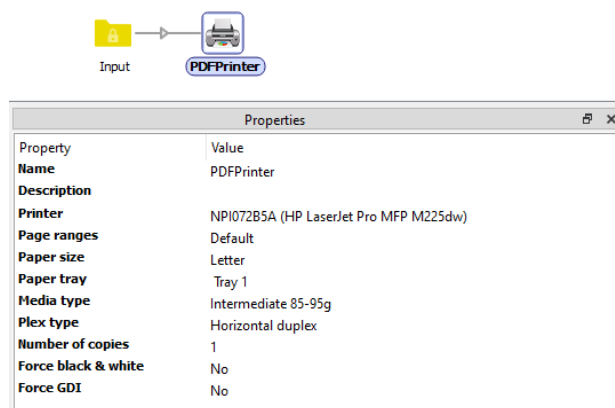 Input PDFPrinter
Properties
Property Value
Name PDFPrinter
Description
Printer NPI072B5A (HP LaserJet Pro MFP M225dw)
Page ranges Default
Paper size Letter
Paper tray Tray 1
Media type Intermediate 85-95g
Plex type Horizontal duplex
Number of copies 1
Force black & white No
Force GDI No